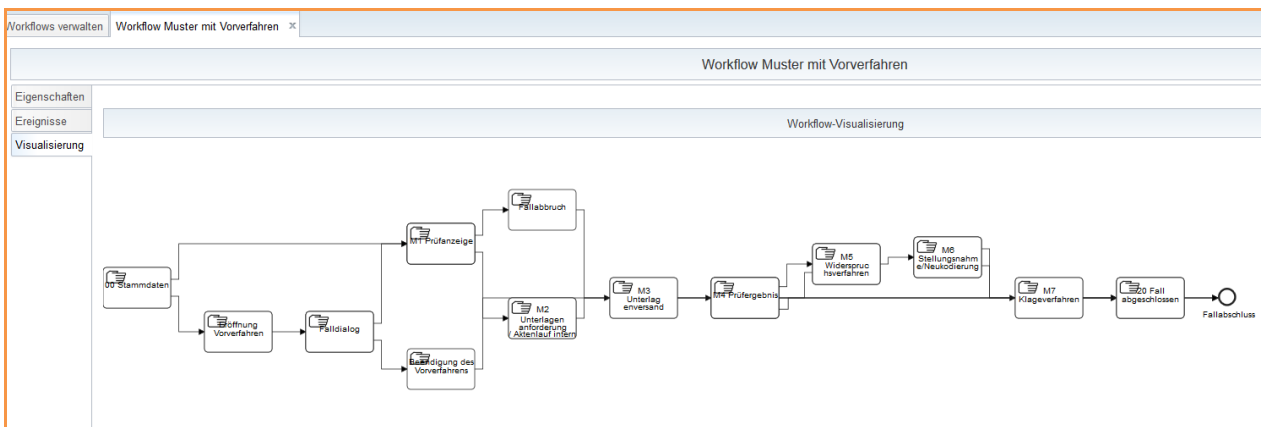 Workflows verwalten
Workflow Muster mit Vorverfahren ×
Workflow Muster mit Vorverfahren
Eigenschaften
Ereignisse
Visualisierung
Workflow-Visualisierung
00 Stammdaten
Eröffnung
Vorverfahren
Falldialog
M1 Prüfanzeige
Beendigung des
Vorverfahrens
Fallabbruch
M2
Unterlagen
anforderung
/ Aktenlauf intern
M3
Unterlag
enversand
M4 Prüfergebnis
M5
Widerspruc
hsverfahren
M6
Stellungsnahm
e/Neukodierung
M7
Klageverfahren
20 Fall
abgeschlossen
Fallabschluss